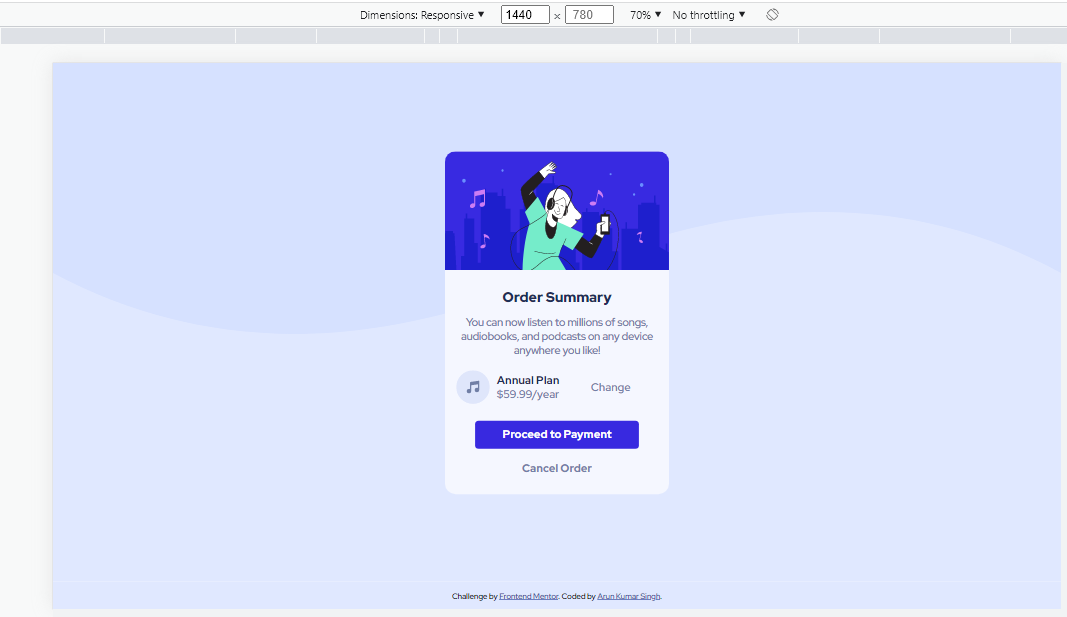 Dimensions: Responsive ▼ 1440 × 780 70% ▼ No throttling ▼
Order Summary
You can now listen to millions of songs,
audiobooks, and podcasts on any device
anywhere you like!
Annual Plan
$59.99/year
Change
Proceed to Payment
Cancel Order
Challenge by Frontend Mentor. Coded by Arun Kumar Singh.